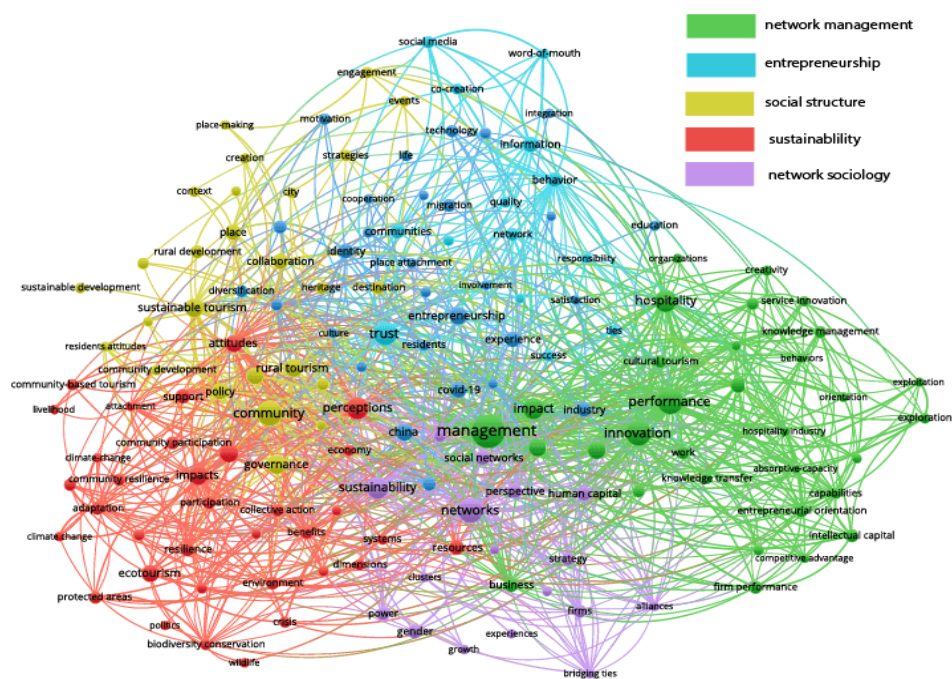 network management
entrepreneurship
social structure
sustainablility
network sociology
social media
word-of-mouth
engagement
co-creation
events
integration
place-making
motivation
technology
information
creation
strategies
life
behavior
context
city
cooperation
migration
quality
place
communities
network
education
rural development
identity
collaboration
place attachment
responsibility
organizations
creativity
sustainable development
diversification
heritage
destination
involvement
satisfaction
hospitality
service innovation
sustainable tourism
entrepreneurship
culture
trust
residents
experience
ties
knowledge management
residents attitudes
attitudes
success
cultural tourism
behaviors
community development
rural tourism
community-based tourism
support
policy
covid-19
exploitation
orientation
livelihood
attachment
community
perceptions
impact
industry
performance
exploration
china
management
innovation
hospitality industry
community participation
economy
social networks
work
climate-change
governance
absorptive-capacity
community resilience
impacts
sustainability
perspective
human capital
knowledge transfer
capabilities
adaptation
participation
collective action
networks
entrepreneurial orientation
climate change
benefits
systems
intellectual capital
resilience
resources
strategy
competitive advantage
ecotourism
dimensions
environment
clusters
business
firm performance
protected areas
politics
crisis
power
firms
alliances
biodiversity conservation
gender
experiences
wildlife
growth
bridging ties